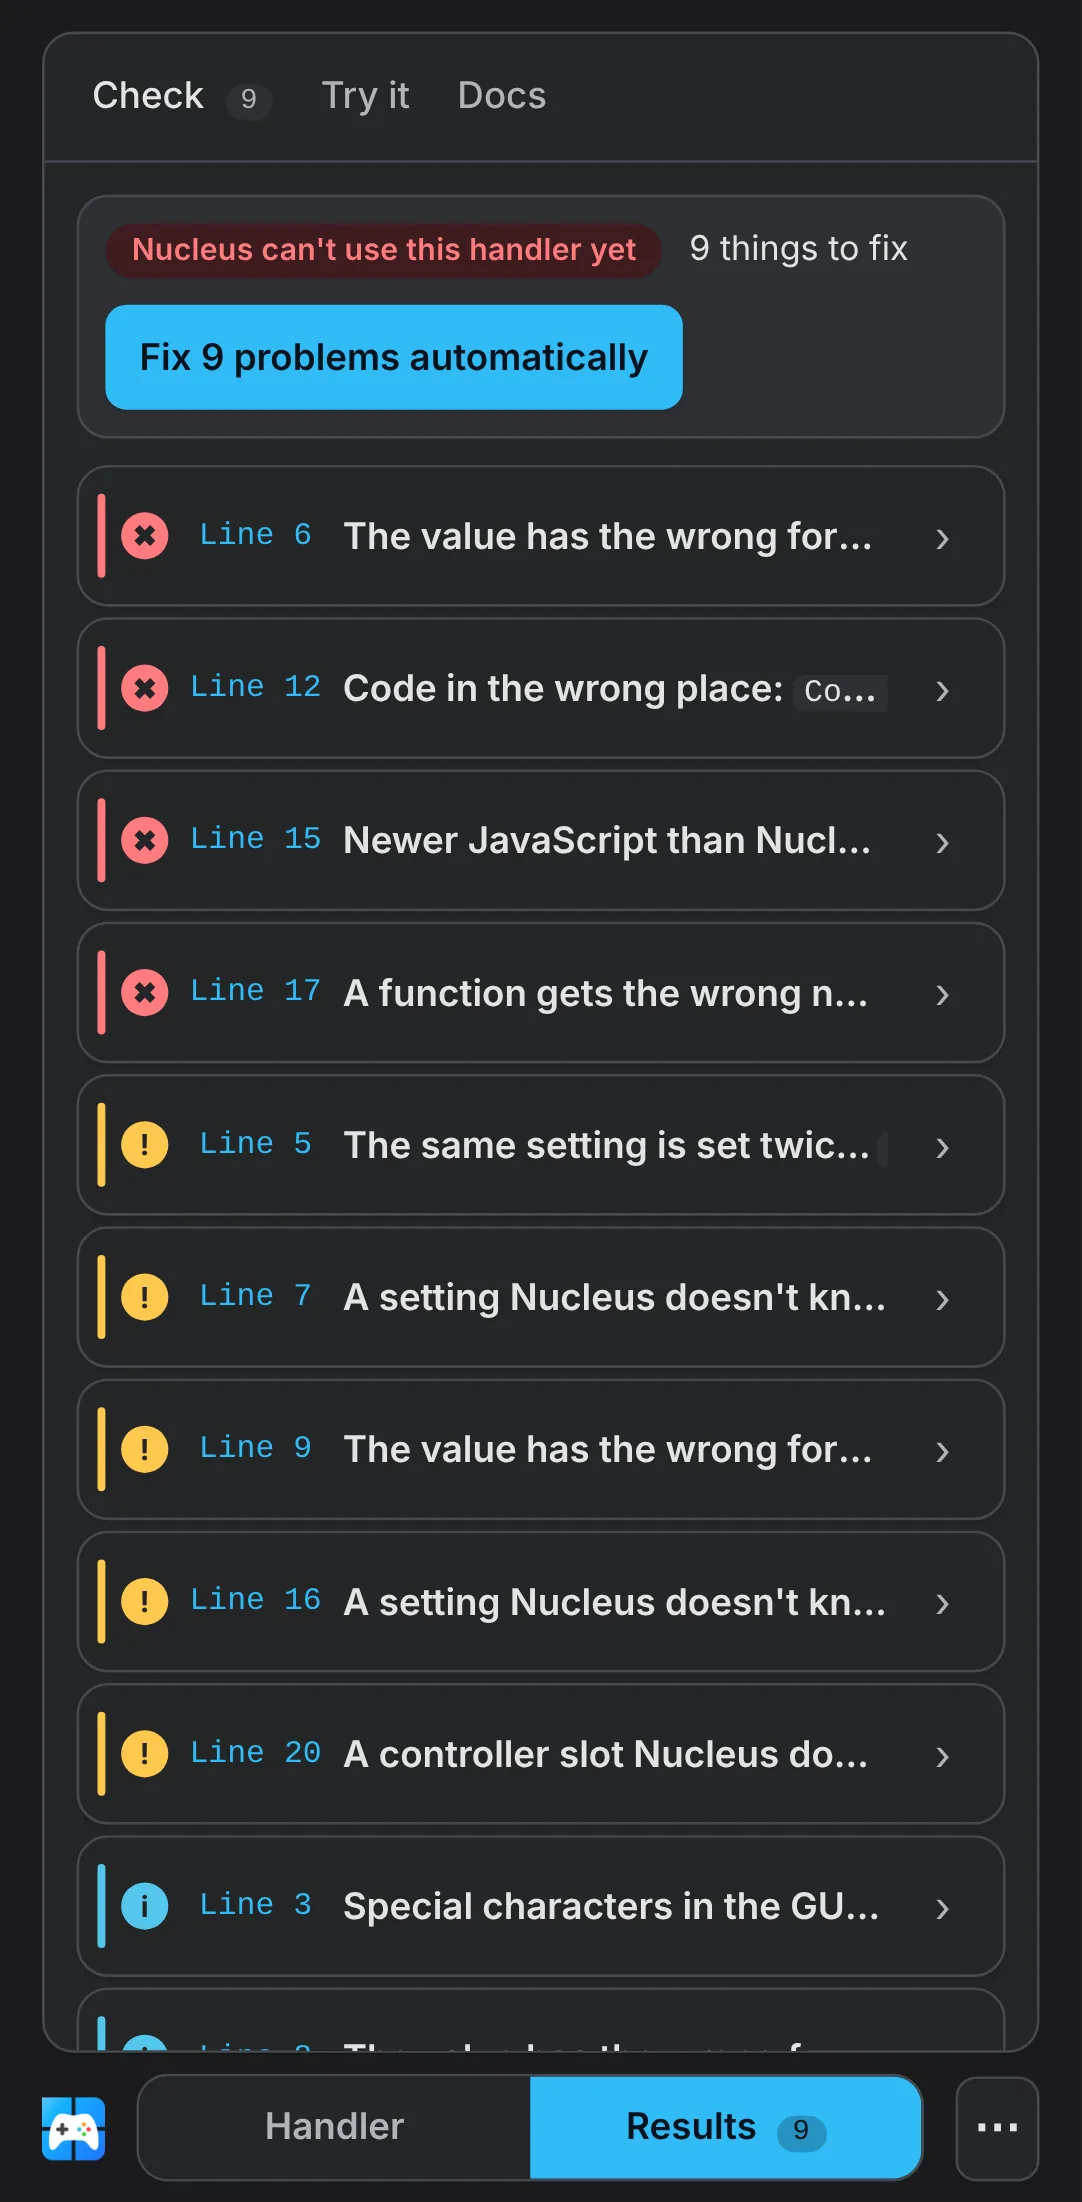 Check 9 Try it Docs
Nucleus can't use this handler yet 9 things to fix
Fix 9 problems automatically
Line 6 The value has the wrong for...
Line 12 Code in the wrong place: Co...
Line 15 Newer JavaScript than Nucl...
Line 17 A function gets the wrong n...
Line 5 The same setting is set twic...
Line 7 A setting Nucleus doesn't kn...
Line 9 The value has the wrong for...
Line 16 A setting Nucleus doesn't kn...
Line 20 A controller slot Nucleus do...
Line 3 Special characters in the GU...
Handler Results 9